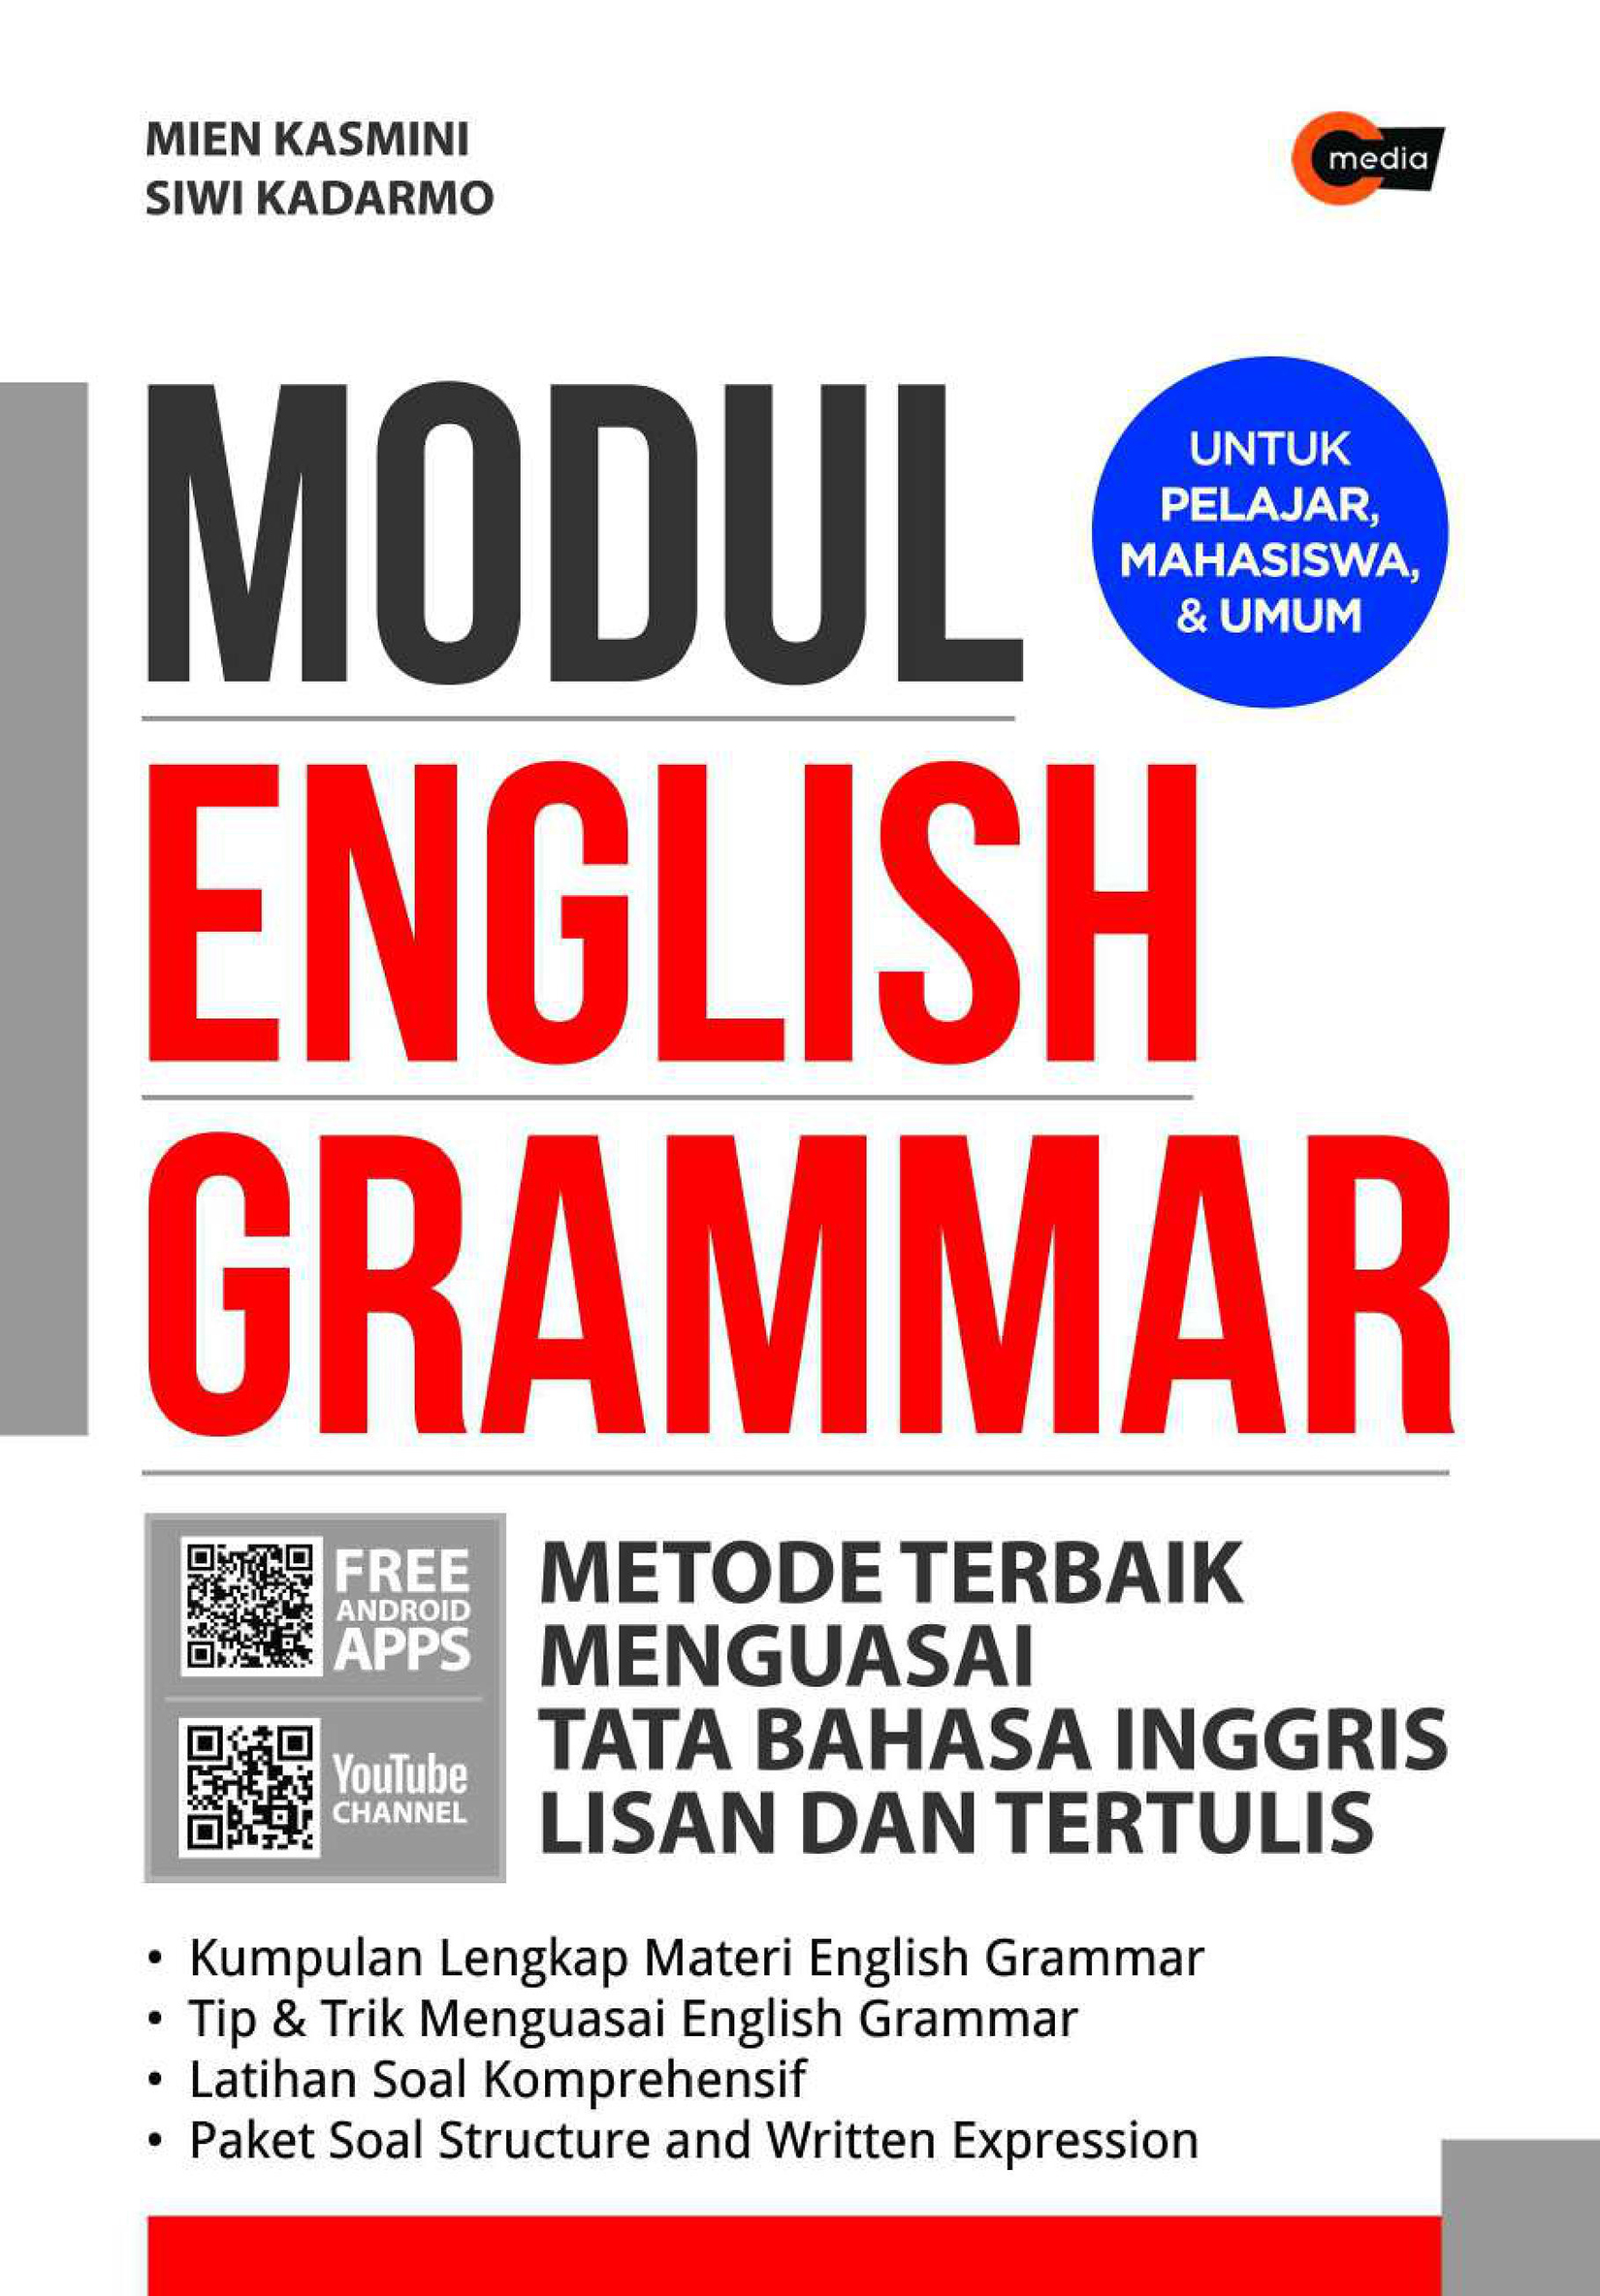 MIEN KASMINI
SIWI KADARMO
media
MODUL
UNTUK
PELAJAR,
MAHASISWA,
& UMUM
ENGLISH
GRAMMAR
FREE
ANDROID
APPS
YouTube
CHANNEL
METODE TERBAIK
MENGUASAI
TATA BAHASA INGGRIS
LISAN DAN TERTULIS
• Kumpulan Lengkap Materi English Grammar
• Tip & Trik Menguasai English Grammar
• Latihan Soal Komprehensif
• Paket Soal Structure and Written Expression